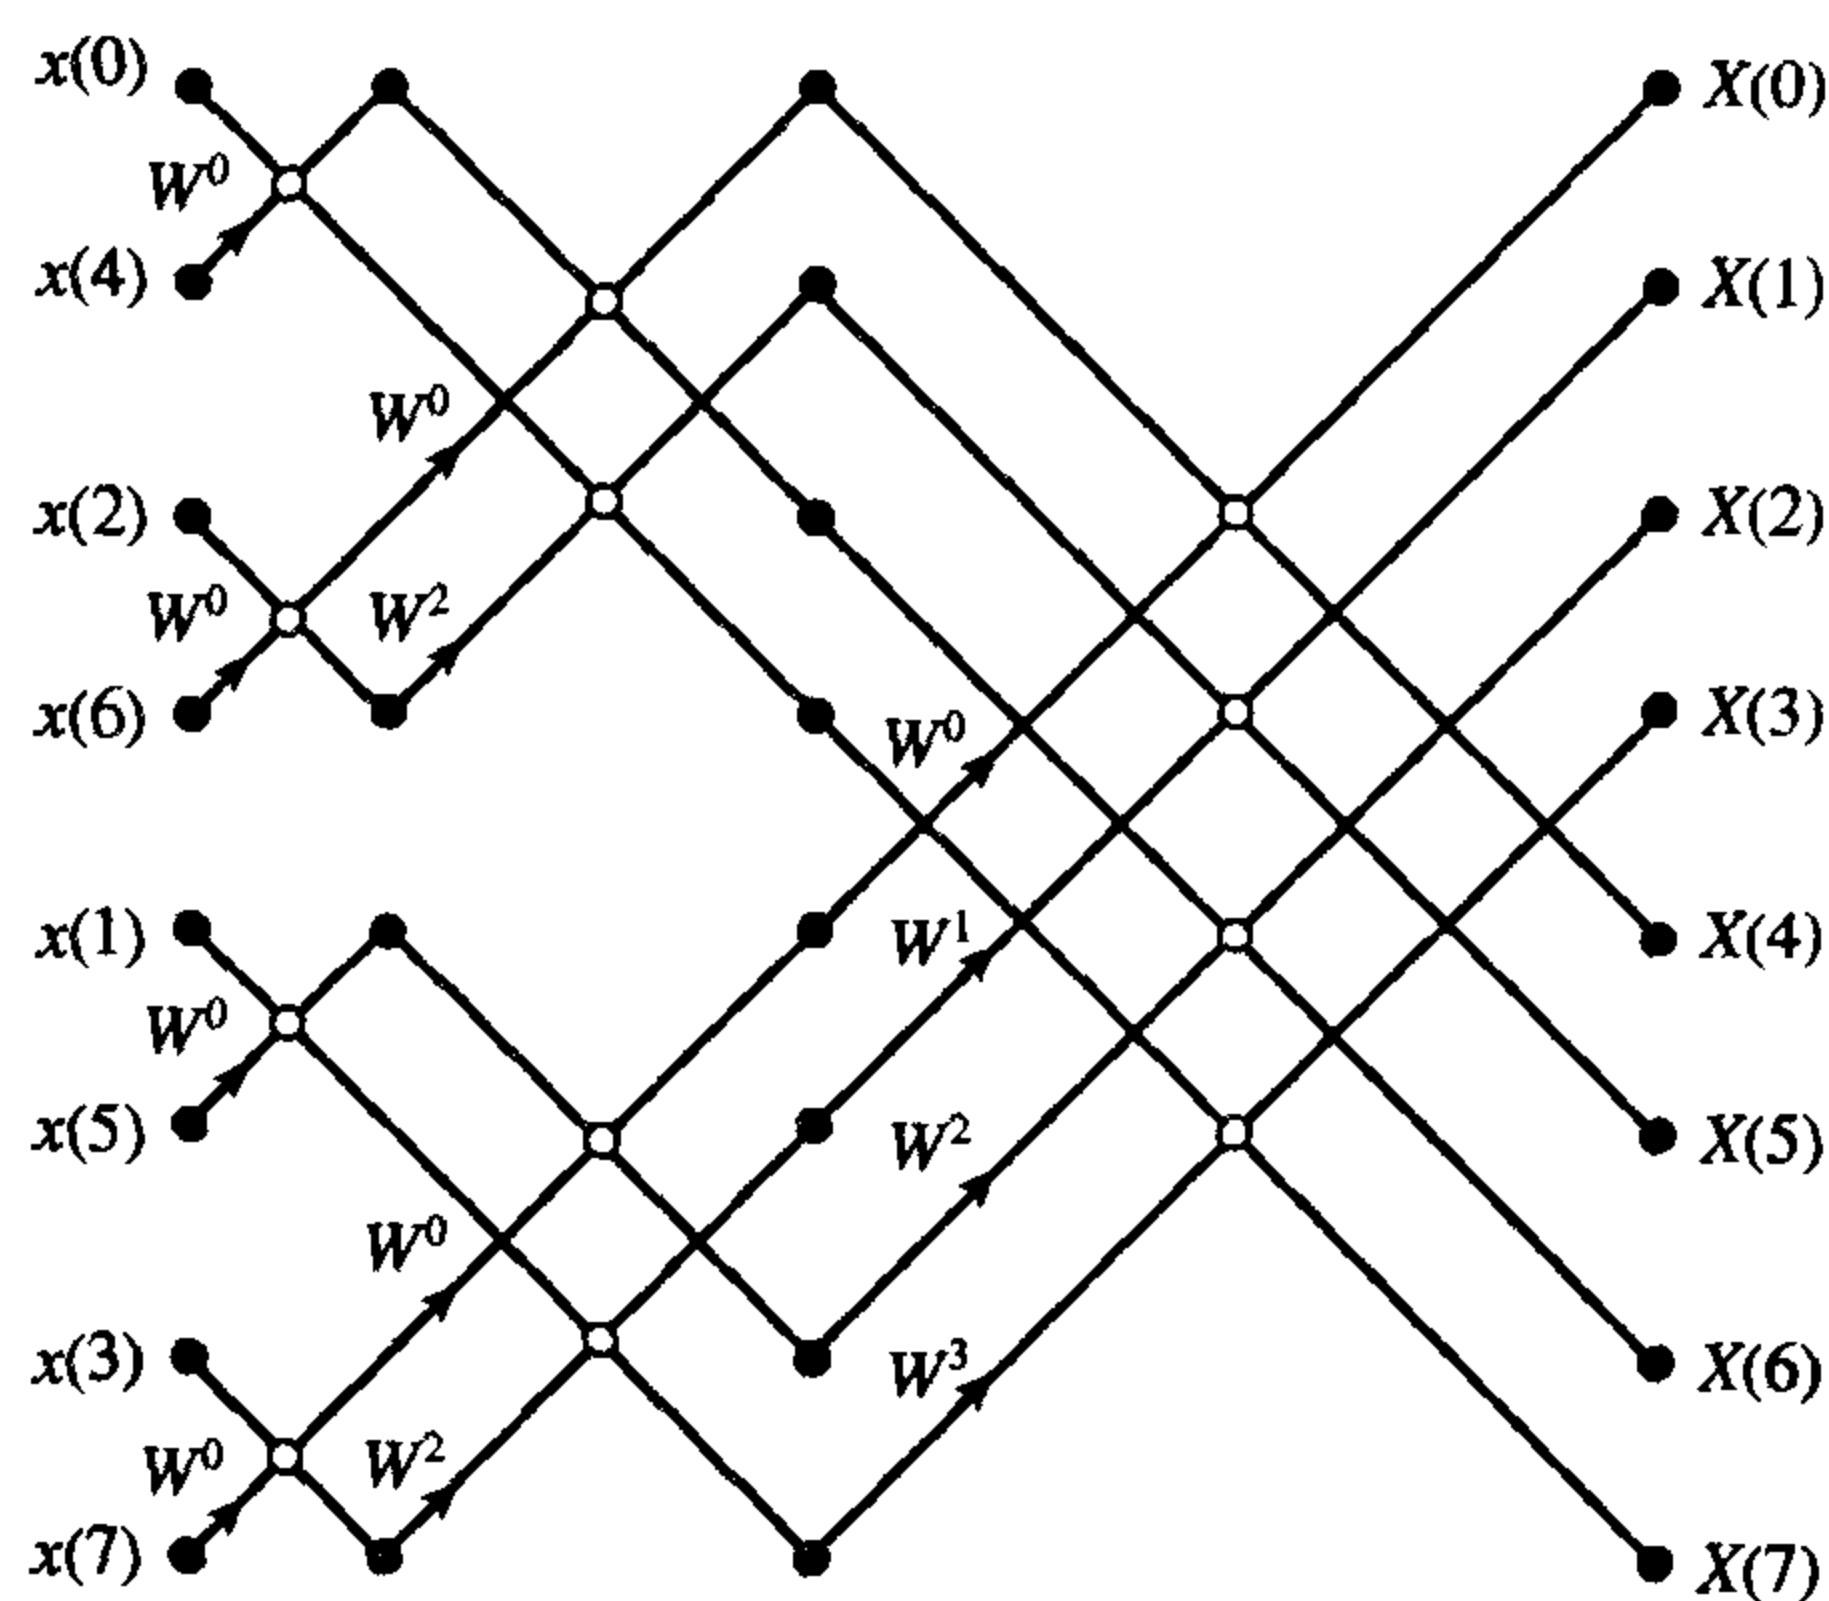 x(0) X(0)
W⁰
x(4) X(1)
W⁰
x(2) X(2)
W⁰ W²
x(6) X(3)
W⁰
x(1) W¹ X(4)
W⁰
x(5) W² X(5)
W⁰
x(3) W³ X(6)
W⁰ W²
x(7) X(7)